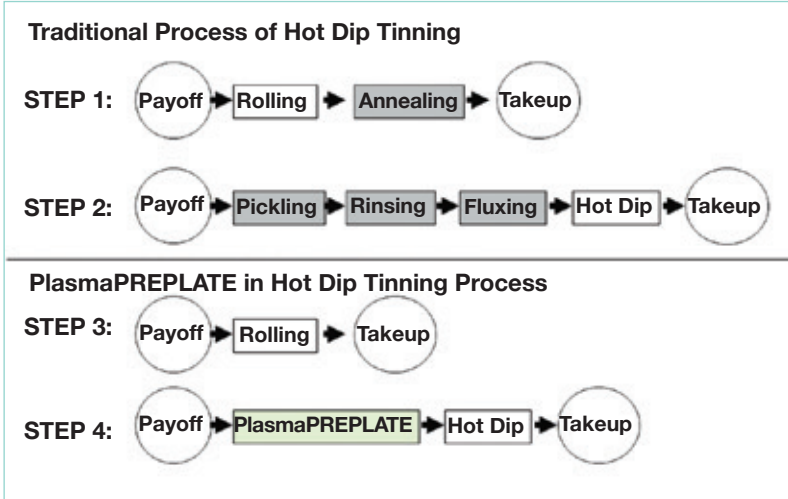 Traditional Process of Hot Dip Tinning
STEP 1: Payoff Rolling Annealing Takeup
STEP 2: Payoff Pickling Rinsing Fluxing Hot Dip Takeup
PlasmaPREPLATE in Hot Dip Tinning Process
STEP 3: Payoff Rolling Takeup
STEP 4: Payoff PlasmaPREPLATE Hot Dip Takeup